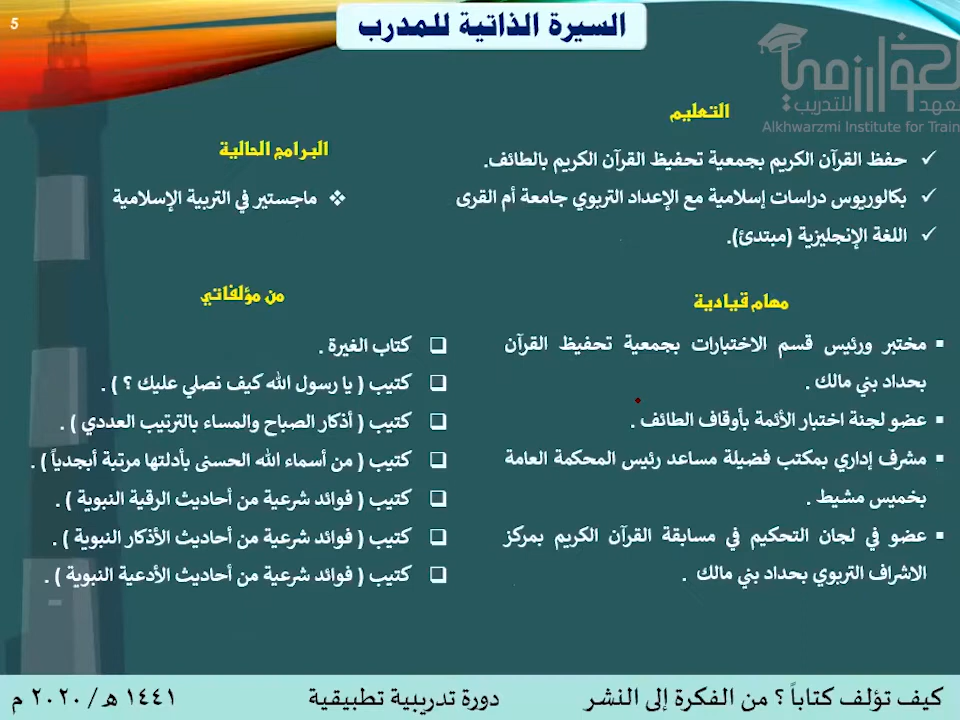 5
السيرة الذاتية للمدرب
الخوارزمي
معهد
للتدريب
Alkhwarzmi Institute for Train
التعليم
حفظ القرآن الكريم بجمعية تحفيظ القرآن الكريم بالطائف.
بكالوريوس دراسات إسلامية مع الإعداد التربوي جامعة أم القرى
اللغة الإنجليزية (مبتدئ).
البرامج الحالية
ماجستير في التربية الإسلامية
مهام قيادية
مختبر ورئيس قسم الاختبارات بجمعية تحفيظ القرآن
بحداد بني مالك .
عضو لجنة اختبار الأئمة بأوقاف الطائف .
مشرف إداري بمكتب فضيلة مساعد رئيس المحكمة العامة
بخميس مشيط .
عضو في لجان التحكيم في مسابقة القرآن الكريم بمركز
الاشراف التربوي بحداد بني مالك .
من مؤلفاتي
كتاب الغيرة .
كتيب ( يا رسول الله كيف نصلي عليك ؟ ) .
كتيب ( أذكار الصباح والمساء بالترتيب العددي ) .
كتيب ( من أسماء الله الحسنى بأدلتها مرتبة أبجدياً ) .
كتيب ( فوائد شرعية من أحاديث الرقية النبوية ) .
كتيب ( فوائد شرعية من أحاديث الأذكار النبوية ) .
كتيب ( فوائد شرعية من أحاديث الأدعية النبوية ) .
كيف تؤلف كتاباً ؟ من الفكرة إلى النشر
دورة تدريبية تطبيقية
١٤٤١ هـ/ ٢٠٢٠ م